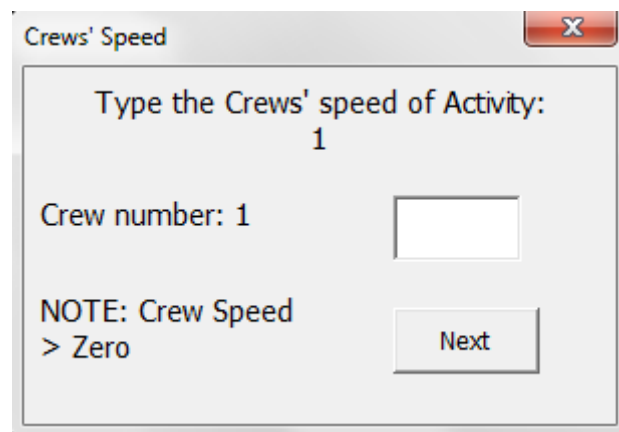 Crews' Speed
Type the Crews' speed of Activity:
1
Crew number: 1
NOTE: Crew Speed
> Zero
Next